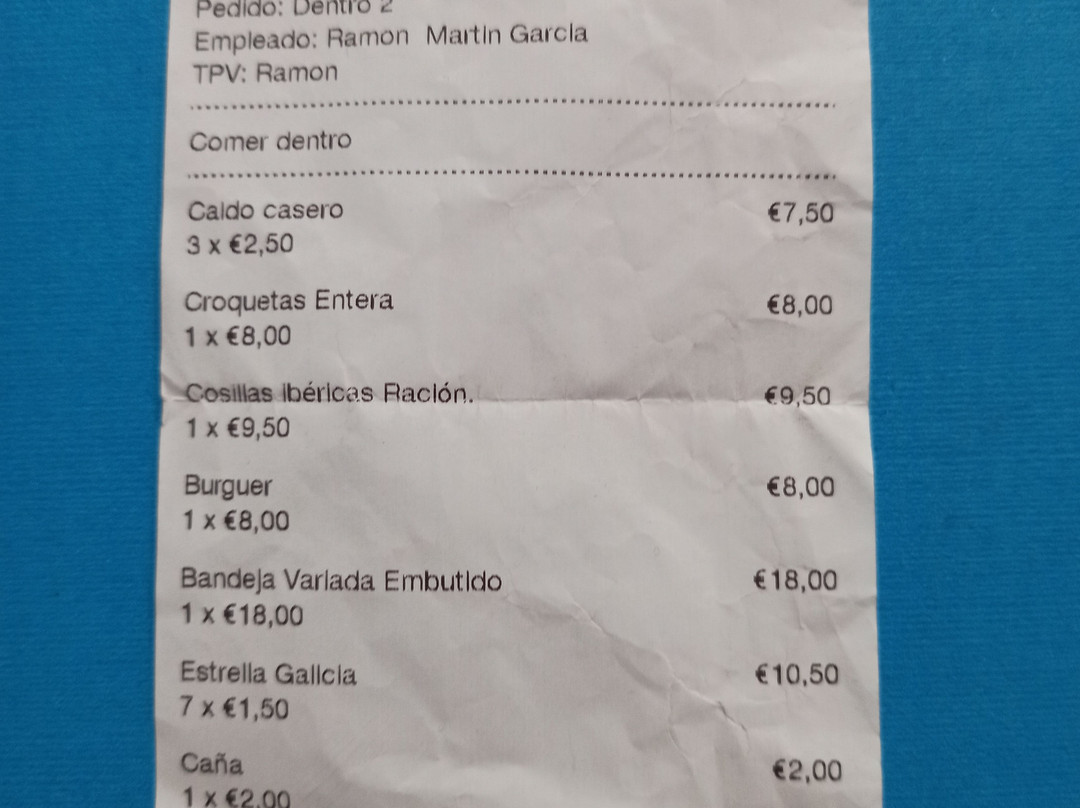 Pedido: Dentro 2
Empleado: Ramon Martin Garcia
TPV: Ramon
Comer dentro
Caldo casero €7,50
3 x €2,50
Croquetas Entera €8,00
1 x €8,00
Cosillas ibéricas Ración. €9,50
1 x €9,50
Burguer €8,00
1 x €8,00
Bandeja Variada Embutido €18,00
1 x €18,00
Estrella Galicia €10,50
7 x €1,50
Caña €2,00
1 x €2,00